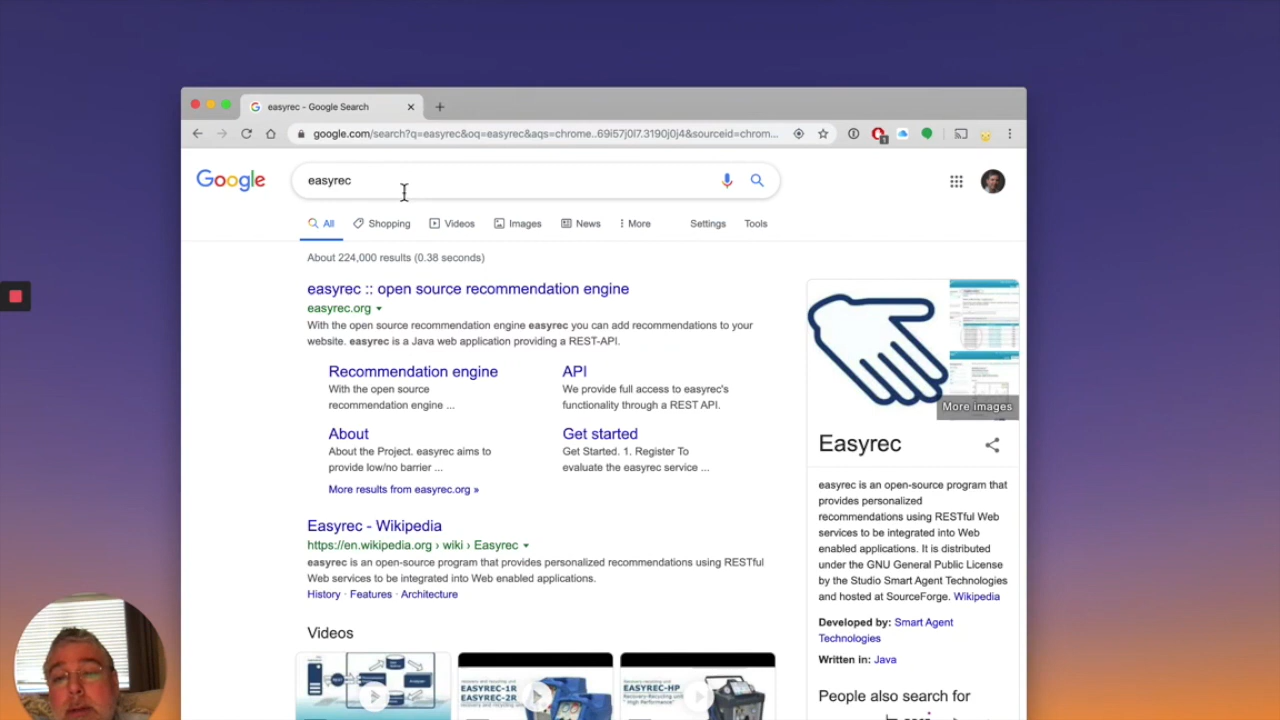 easyrec - Google Search
google.com/search?q=easyrec&oq=easyrec&aqs=chrome...69i57j0l7.3190j0j4&sourceid=chrom...
1
Google
easyrec
All
Shopping
Videos
Images
News
More
Settings
Tools
About 224,000 results (0.38 seconds)
easyrec :: open source recommendation engine
easyrec.org
With the open source recommendation engine easyrec you can add recommendations to your
website. easyrec is a Java web application providing a REST-API.
Recommendation engine
With the open source
recommendation engine ...
API
We provide full access to easyrec's
functionality through a REST API.
About
About the Project. easyrec aims to
provide low/no barrier ...
Get started
Get Started. 1. Register To
evaluate the easyrec service ...
More results from easyrec.org »
Easyrec - Wikipedia
https://en.wikipedia.org › wiki › Easyrec
easyrec is an open-source program that provides personalized recommendations using RESTful
Web services to be integrated into Web enabled applications.
History · Features · Architecture
Videos
EASYREC-1R
EASYREC-2R
recovery and recycling unit
EASYREC-HP
Recovery-Recycling unit
" High Performance"
More images
Easyrec
easyrec is an open-source program that
provides personalized
recommendations using RESTful Web
services to be integrated into Web
enabled applications. It is distributed
under the GNU General Public License
by the Studio Smart Agent Technologies
and hosted at SourceForge. Wikipedia
Developed by: Smart Agent
Technologies
Written in: Java
People also search for